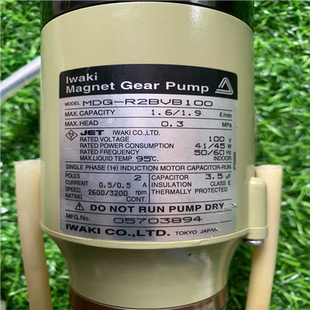 Iwaki
Magnet Gear Pump
MODEL MDG-R2BVB100
MAX.CAPACITY 1.6/1.9 ℓ/min
MAX.HEAD 0.3 MPa
JET IWAKI CO.,LTD.
RATED VOLTAGE 100 V
RATED POWER CONSUMPTION 41/45 W
RATED FREQUENCY 50/60 Hz
MAX.LIQUID TEMP. 95℃ INDOOR
SINGLE PHASE (1Φ) INDUCTION MOTOR CAPACITOR-RUN
POLES 2 CAPACITOR 3.5 μF
CURRENT 0.5/0.5 A INSULATION CLASS E
SPEED 2600/3200 rpm THERMALLY PROTECTED
CONT
DO NOT RUN PUMP DRY
MFG.No. 05703894
IWAKI CO.,LTD. TOKYO JAPAN